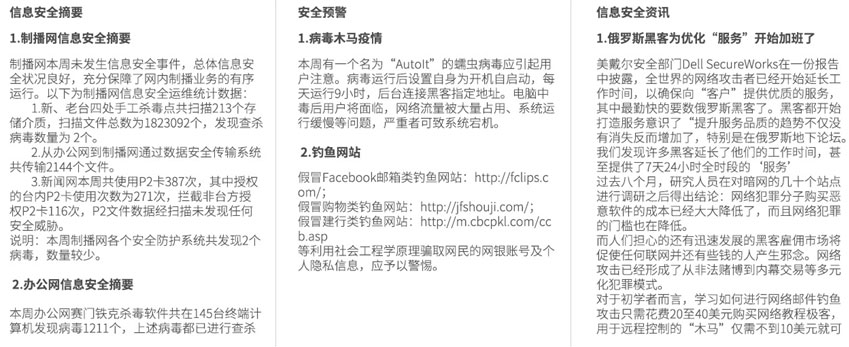 信息安全摘要
1.制播网信息安全摘要
制播网本周未发生信息安全事件，总体信息安
全状况良好，充分保障了网内制播业务的有序
运行。以下为制播网信息安全运维统计数据：
1.新、老台四处手工杀毒点共扫描213个存
储介质，扫描文件总数为1823092个，发现查杀
病毒数量为 2个。
2.从办公网到制播网通过数据安全传输系统
共传输2144个文件。
3.新闻网本周共使用P2卡387次，其中授权
的台内P2卡使用次数为271次，拦截非台方授
权P2卡116次，P2文件数据经扫描未发现任何
安全威胁。
说明：本周制播网各个安全防护系统共发现2个
病毒，数量较少。
2.办公网信息安全摘要
本周办公网赛门铁克杀毒软件共在145台终端计
算机发现病毒1211个，上述病毒都已进行查杀
安全预警
1.病毒木马疫情
本周有一个名为“AutoIt”的蠕虫病毒应引起用
户注意。病毒运行后设置自身为开机自启动，每
天运行9小时，后台连接黑客指定地址。电脑中
毒后用户将面临，网络流量被大量占用、系统运
行缓慢等问题，严重者可致系统宕机。
2.钓鱼网站
假冒Facebook邮箱类钓鱼网站：http://fclips.c
om/；
假冒购物类钓鱼网站：http://jfshouji.com/；
假冒建行类钓鱼网站：http://m.cbcpkl.com/cc
b.asp
等利用社会工程学原理骗取网民的网银账号及个
人隐私信息，应予以警惕。
信息安全资讯
1.俄罗斯黑客为优化“服务”开始加班了
美戴尔安全部门Dell SecureWorks在一份报告
中披露，全世界的网络攻击者已经开始延长工
作时间，以确保向“客户”提供优质的服务，
其中最勤快的要数俄罗斯黑客了。黑客都开始
打造服务意识了“提升服务品质的趋势不仅没
有消失反而增加了，特别是在俄罗斯地下论坛。
我们发现许多黑客延长了他们的工作时间，甚
至提供了7天24小时全时段的‘服务’
过去八个月，研究人员在对暗网的几十个站点
进行调研之后得出结论：网络犯罪分子购买恶
意软件的成本已经大大降低了，而且网络犯罪
的门槛也在降低。
而人们担心的还有迅速发展的黑客雇佣市场将
促使任何联网并还有些钱的人产生邪念。网络
攻击已经形成了从非法赌博到内幕交易等多元
化犯罪模式。
对于初学者而言，学习如何进行网络邮件钓鱼
攻击只需花费20至40美元购买网络教程极客，
用于远程控制的“木马”仅需不到10美元就可